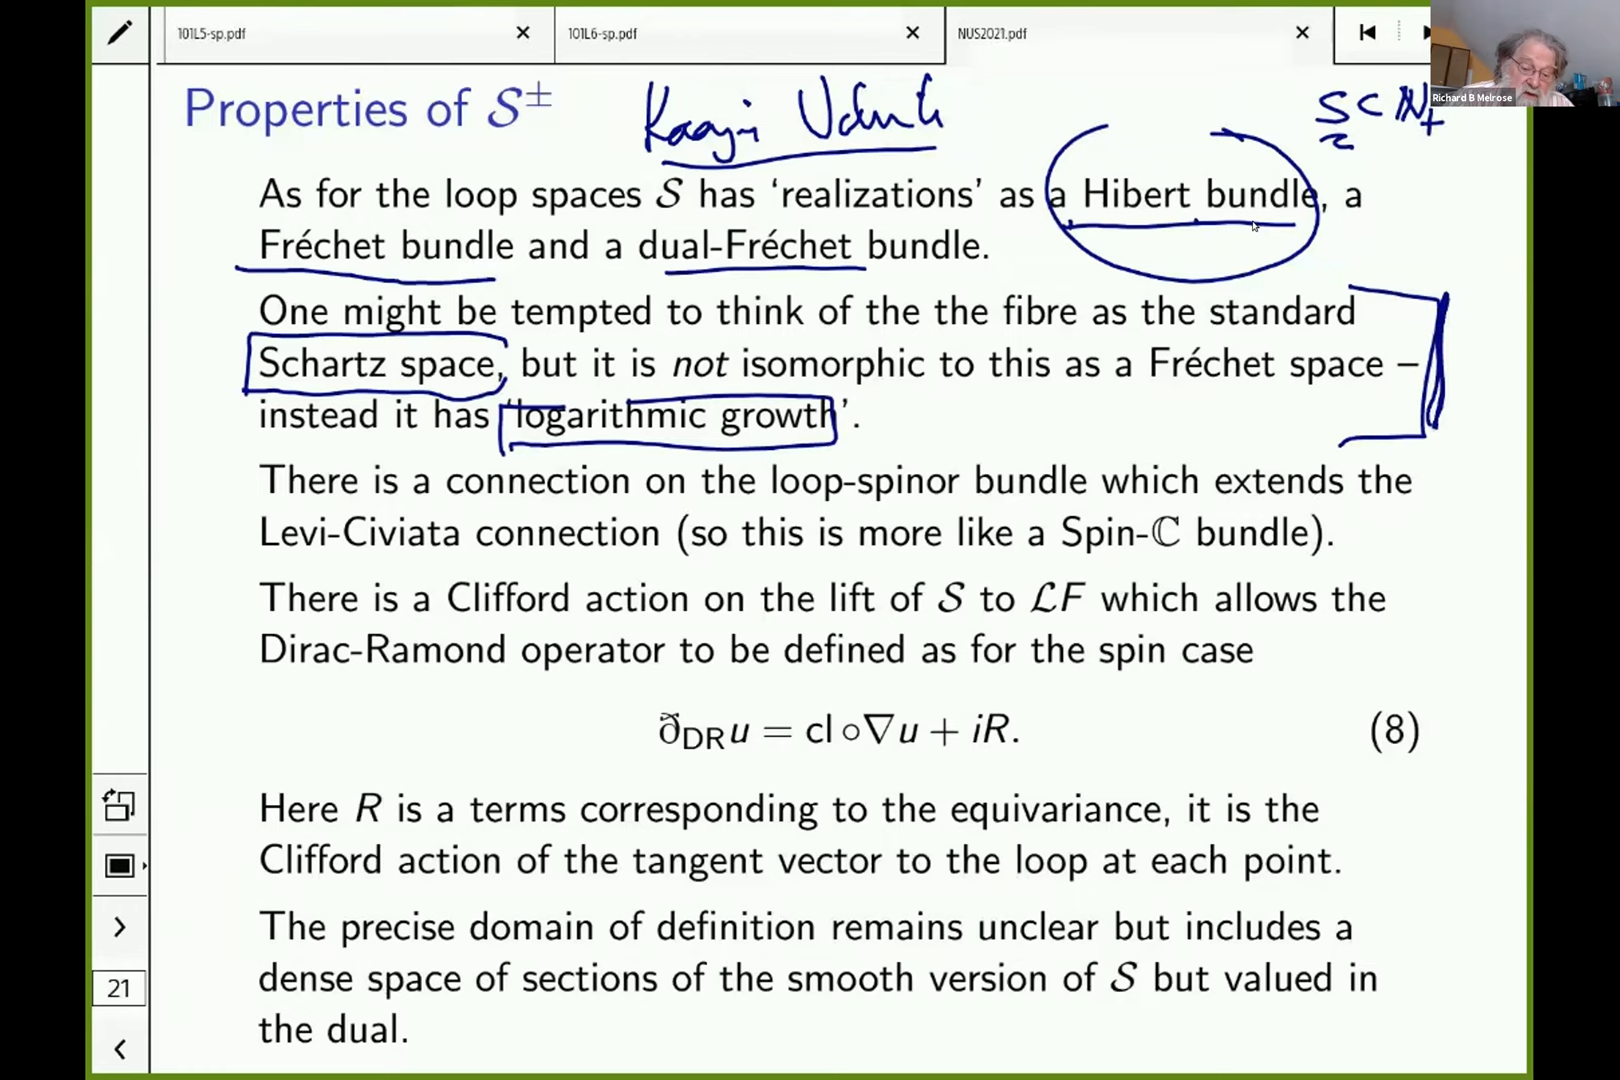 101L5-sp.pdf
101L6-sp.pdf
NUS2021.pdf
Richard B Melrose
Properties of 𝒮±
S ⊂ ℕ+
As for the loop spaces 𝒮 has ‘realizations’ as a Hibert bundle, a
Fréchet bundle and a dual-Fréchet bundle.
One might be tempted to think of the the fibre as the standard
Schartz space, but it is not isomorphic to this as a Fréchet space –
instead it has ‘logarithmic growth’.
There is a connection on the loop-spinor bundle which extends the
Levi-Civiata connection (so this is more like a Spin-ℂ bundle).
There is a Clifford action on the lift of 𝒮 to ℒF which allows the
Dirac-Ramond operator to be defined as for the spin case
ðDRu = cl ∘∇u + iR. (8)
Here R is a terms corresponding to the equivariance, it is the
Clifford action of the tangent vector to the loop at each point.
The precise domain of definition remains unclear but includes a
dense space of sections of the smooth version of 𝒮 but valued in
the dual.
21